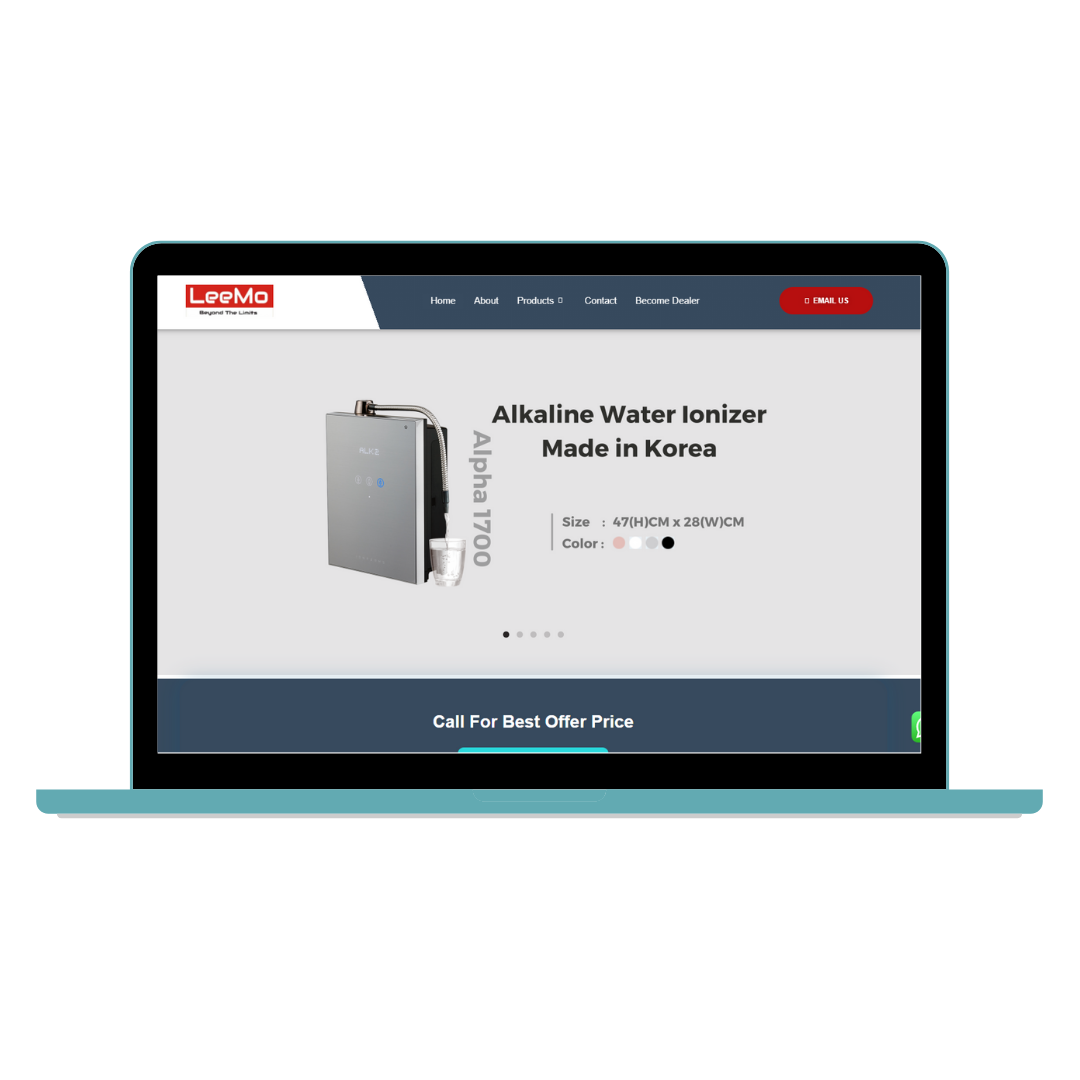 LeeMo
Beyond The Limits
Home About Products Contact Become Dealer
EMAIL US
Alkaline Water Ionizer
Made in Korea
Alpha 1700
Size : 47(H)CM x 28(W)CM
Color :
Call For Best Offer Price